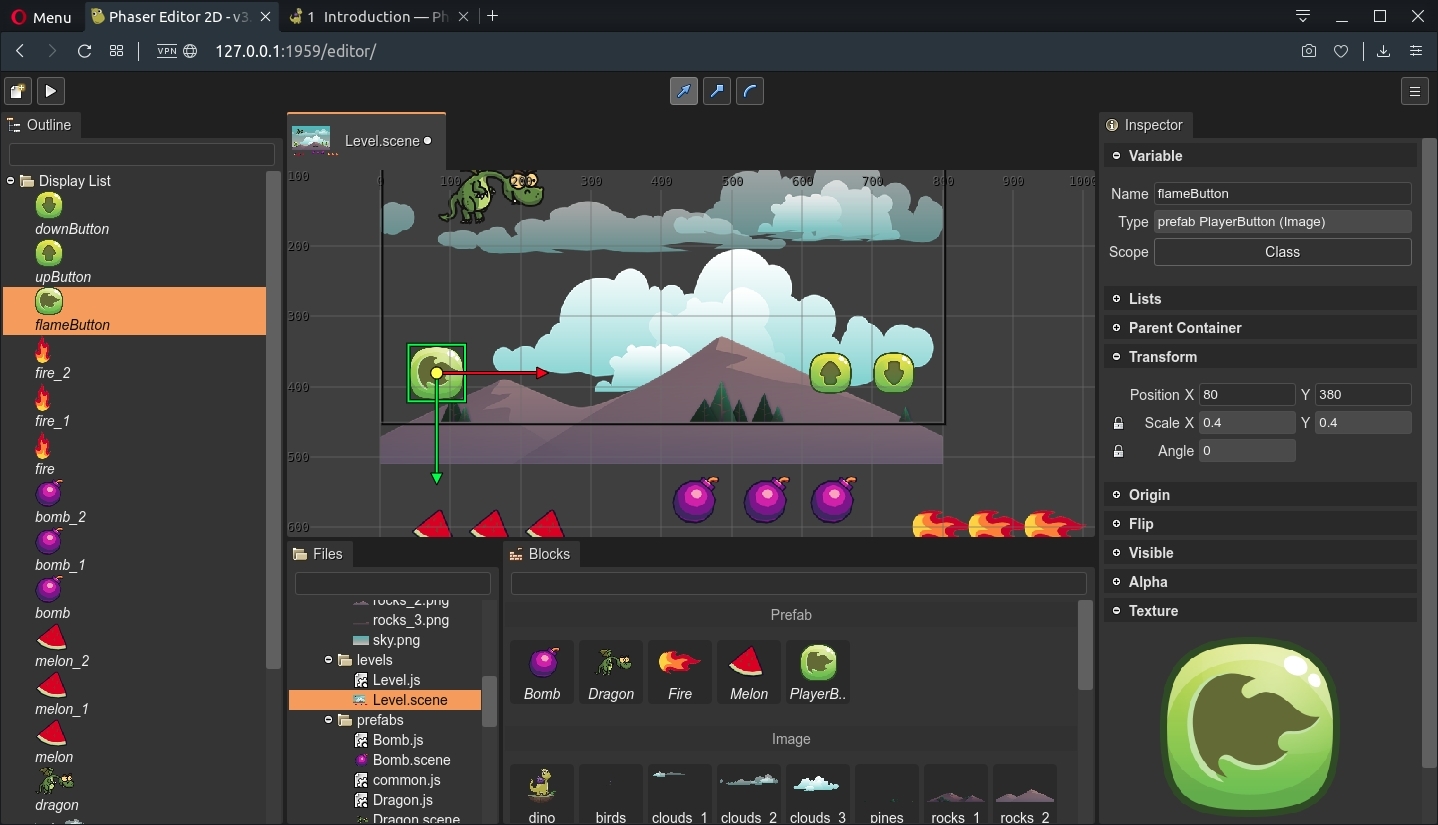 Menu
Phaser Editor 2D - v3.
1 Introduction — Ph
VPN
127.0.0.1:1959/editor/
Outline
Display List
downButton
upButton
flameButton
fire_2
fire_1
fire
bomb_2
bomb_1
bomb
melon_2
melon_1
melon
dragon
Level.scene
0 100 200 300 400 500 600 700 800 900 1000
100
200
300
400
500
600
Files
rocks_2.png
rocks_3.png
sky.png
levels
Level.js
Level.scene
prefabs
Bomb.js
Bomb.scene
common.js
Dragon.js
Dragon.scene
Blocks
Prefab
Bomb Dragon Fire Melon PlayerB..
Image
dino birds clouds_1 clouds_2 clouds_3 pines rocks_1 rocks_2
Inspector
Variable
Name flameButton
Type prefab PlayerButton (Image)
Scope Class
Lists
Parent Container
Transform
Position X 80 Y 380
Scale X 0.4 Y 0.4
Angle 0
Origin
Flip
Visible
Alpha
Texture